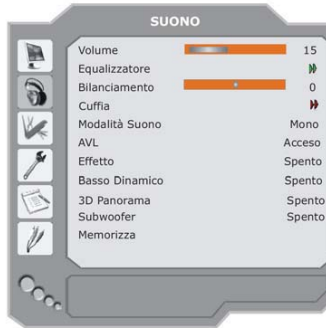 SUONO
Volume 15
Equalizzatore
Bilanciamento 0
Cuffia
Modalità Suono Mono
AVL Acceso
Effetto Spento
Basso Dinamico Spento
3D Panorama Spento
Subwoofer Spento
Memorizza